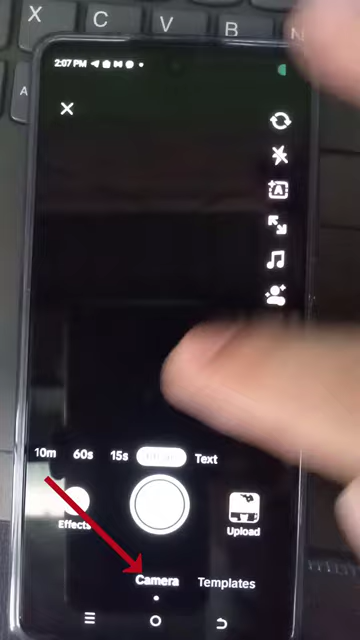 X C V B N
A
2:07 PM
10m 60s 15s Text
Effects
Upload
Camera Templates